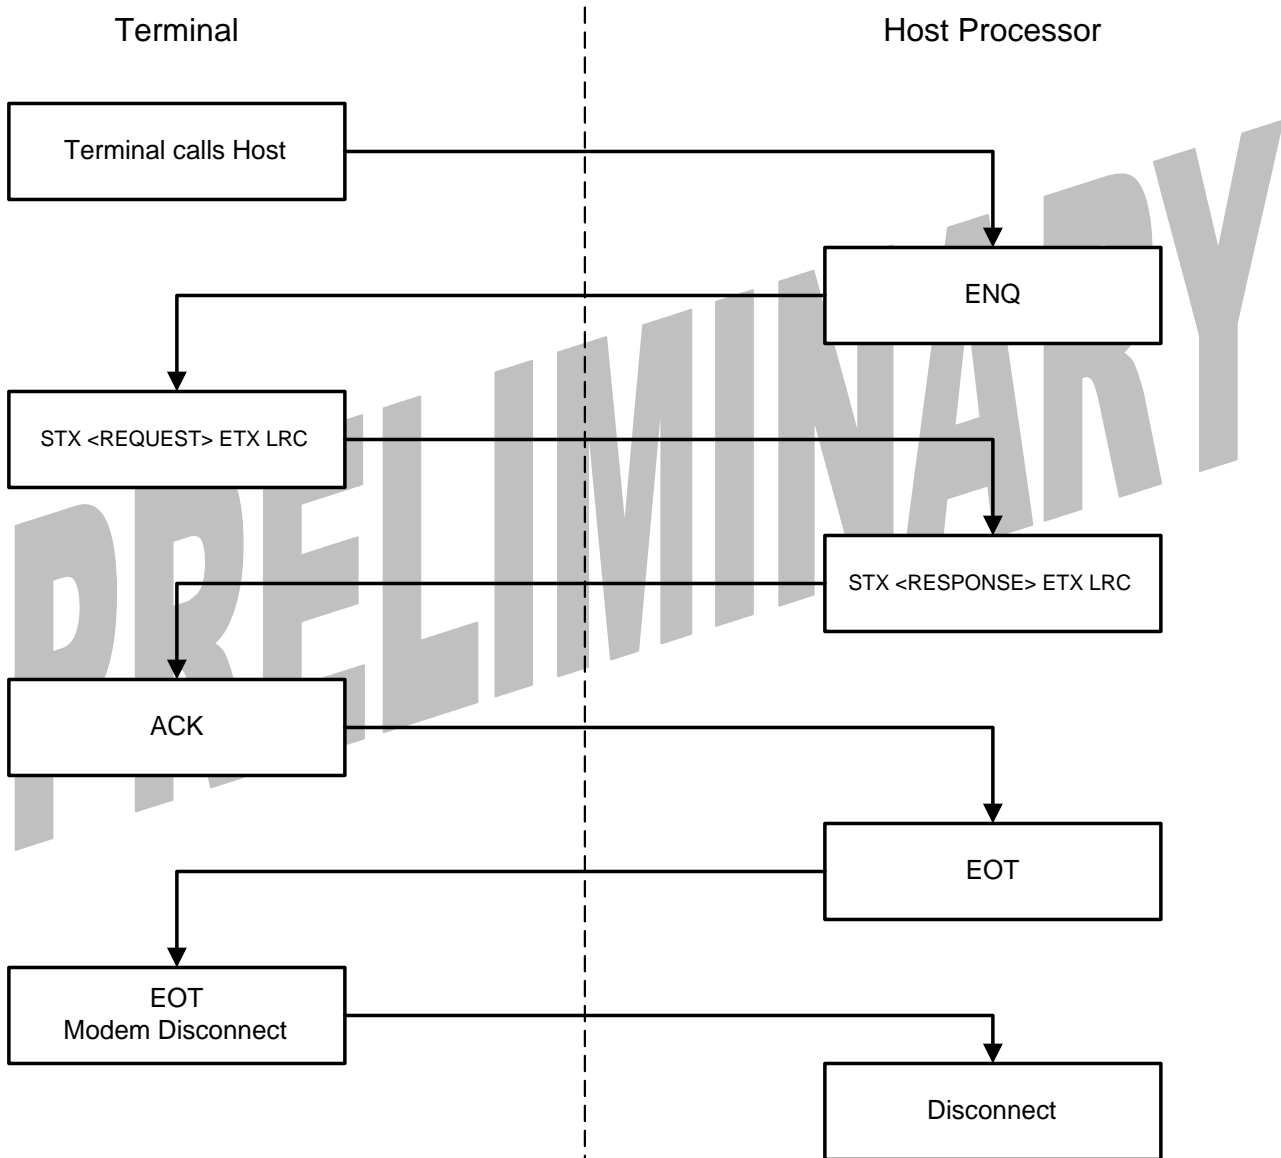 Terminal
Host Processor
Terminal calls Host
ENQ
STX <REQUEST> ETX LRC
STX <RESPONSE> ETX LRC
ACK
EOT
EOT
Modem Disconnect
Disconnect
PRELIMINARY